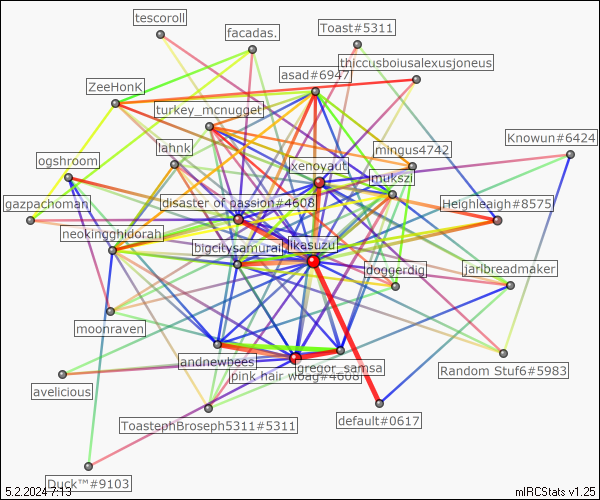 tescoroll
Toast#5311
facadas.
thiccusboiusalexusjoneus
asad#6947
ZeeHonK
turkey_mcnugget
Knowun#6424
lahnk
mingus4742
ogshroom
xenoyaut
mukszi
gazpachoman
disaster of passion#4608
Heighleaigh#8575
neokingghidorah
bigcitysamurai
likasuzu
doggerdig
jarlbreadmaker
moonraven
andnewbees
gregor_samsa
Random Stuf6#5983
pink hair woag#4608
avelicious
ToastephBroseph5311#5311
default#0617
Duck™#9103
5.2.2024 7:13
mIRCStats v1.25